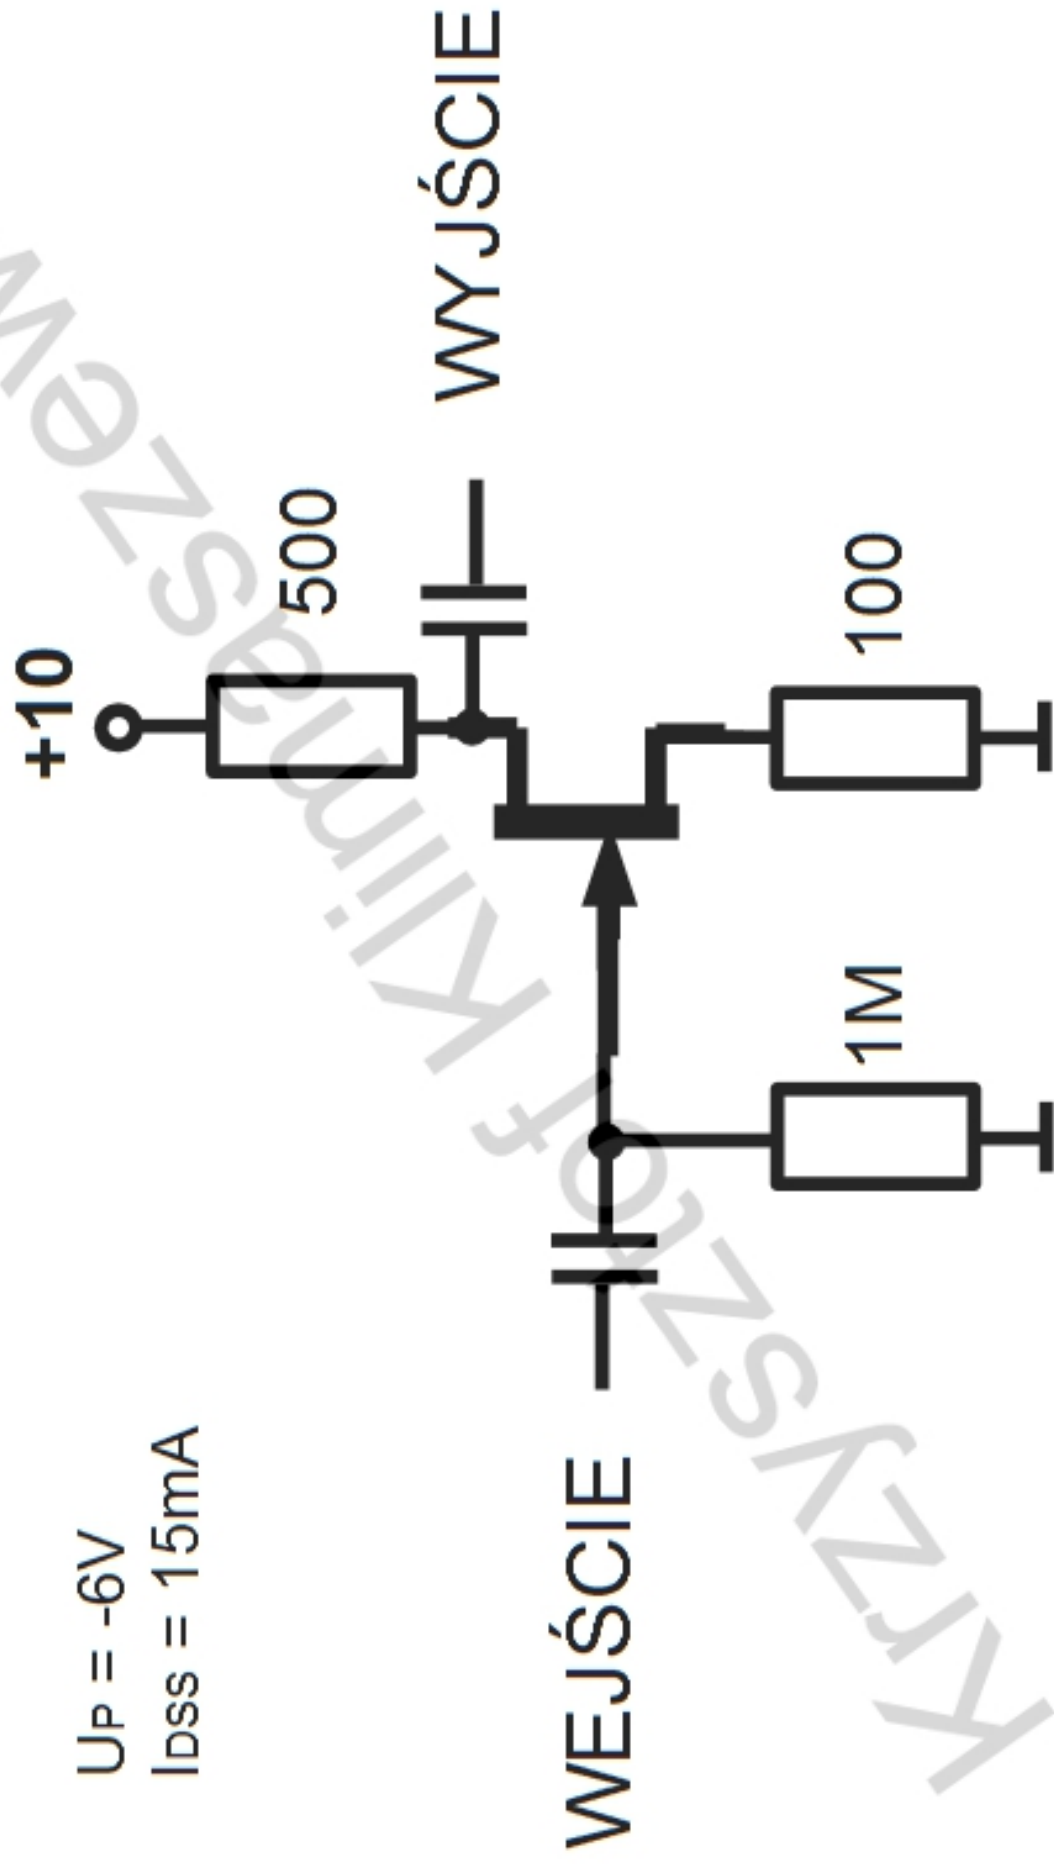 UP = -6V
IDSS = 15mA
+10
500
WYJŚCIE
WEJŚCIE
1M
100
Krzysztof Klimaszew